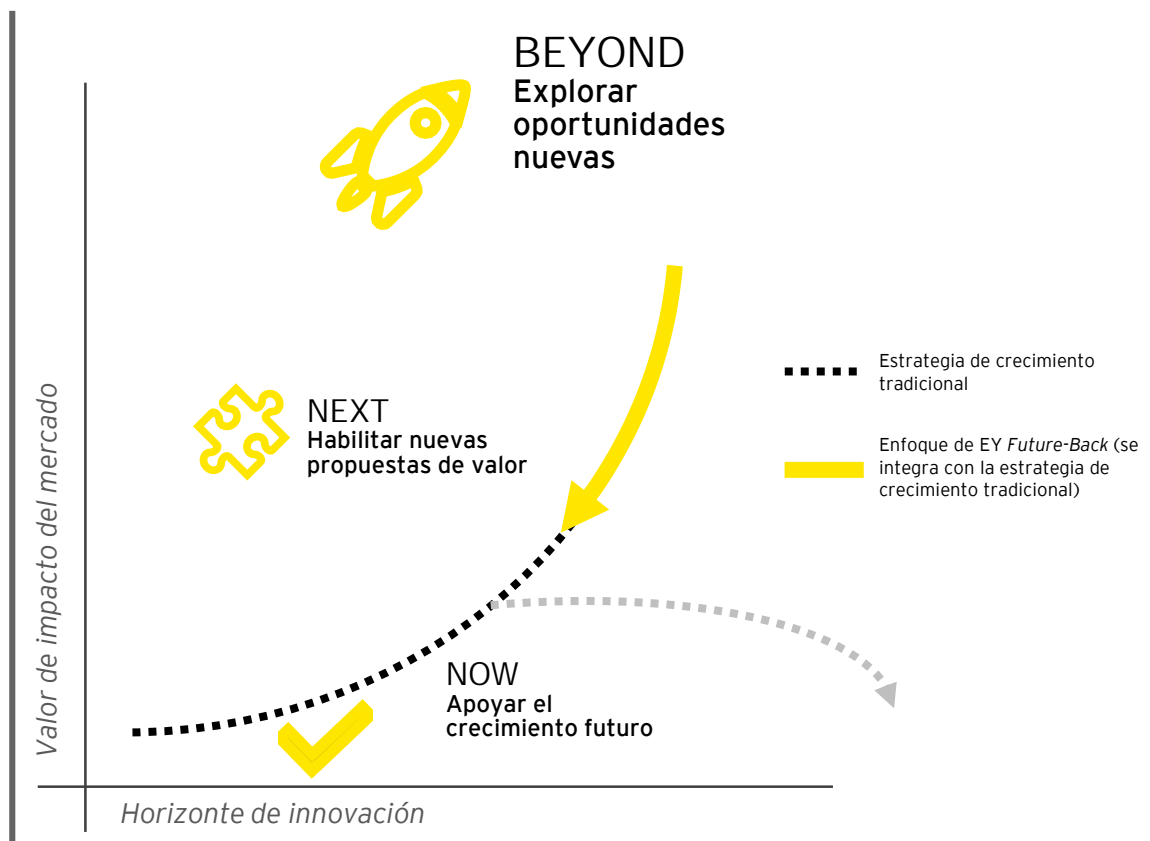 BEYOND
Explorar
oportunidades
nuevas
NEXT
Habilitar nuevas
propuestas de valor
NOW
Apoyar el
crecimiento futuro
Estrategia de crecimiento
tradicional
Enfoque de EY Future-Back (se
integra con la estrategia de
crecimiento tradicional)
Valor de impacto del mercado
Horizonte de innovación